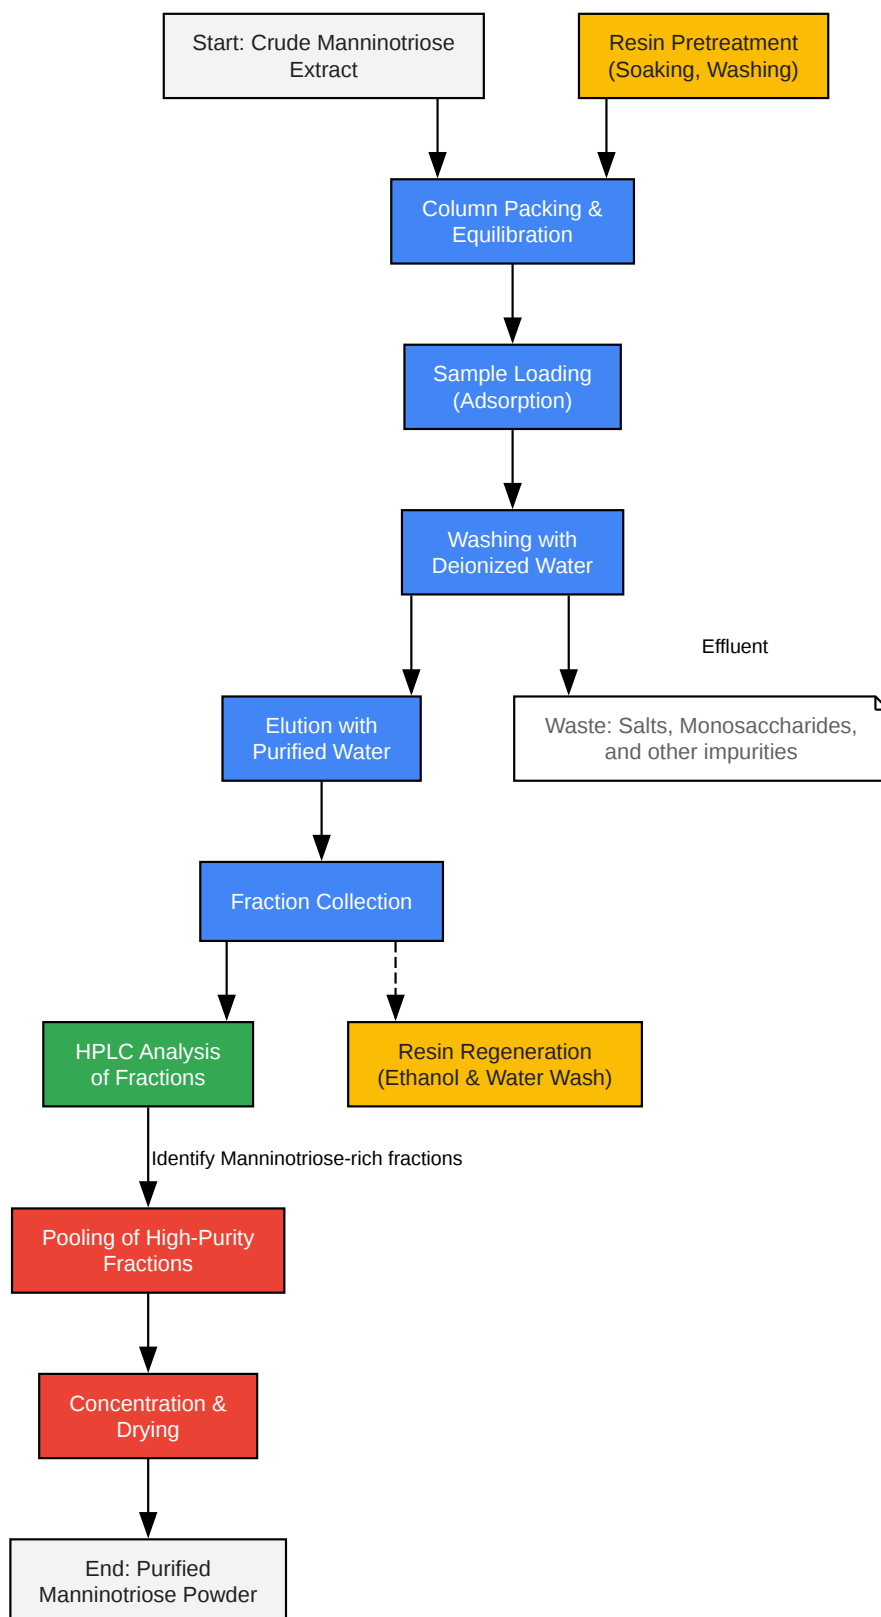 Start: Crude Manninotriose
Extract
Resin Pretreatment
(Soaking, Washing)
Column Packing &
Equilibration
Sample Loading
(Adsorption)
Washing with
Deionized Water
Effluent
Elution with
Purified Water
Waste: Salts, Monosaccharides,
and other impurities
Fraction Collection
HPLC Analysis
of Fractions
Resin Regeneration
(Ethanol & Water Wash)
Identify Manninotriose-rich fractions
Pooling of High-Purity
Fractions
Concentration &
Drying
End: Purified
Manninotriose Powder